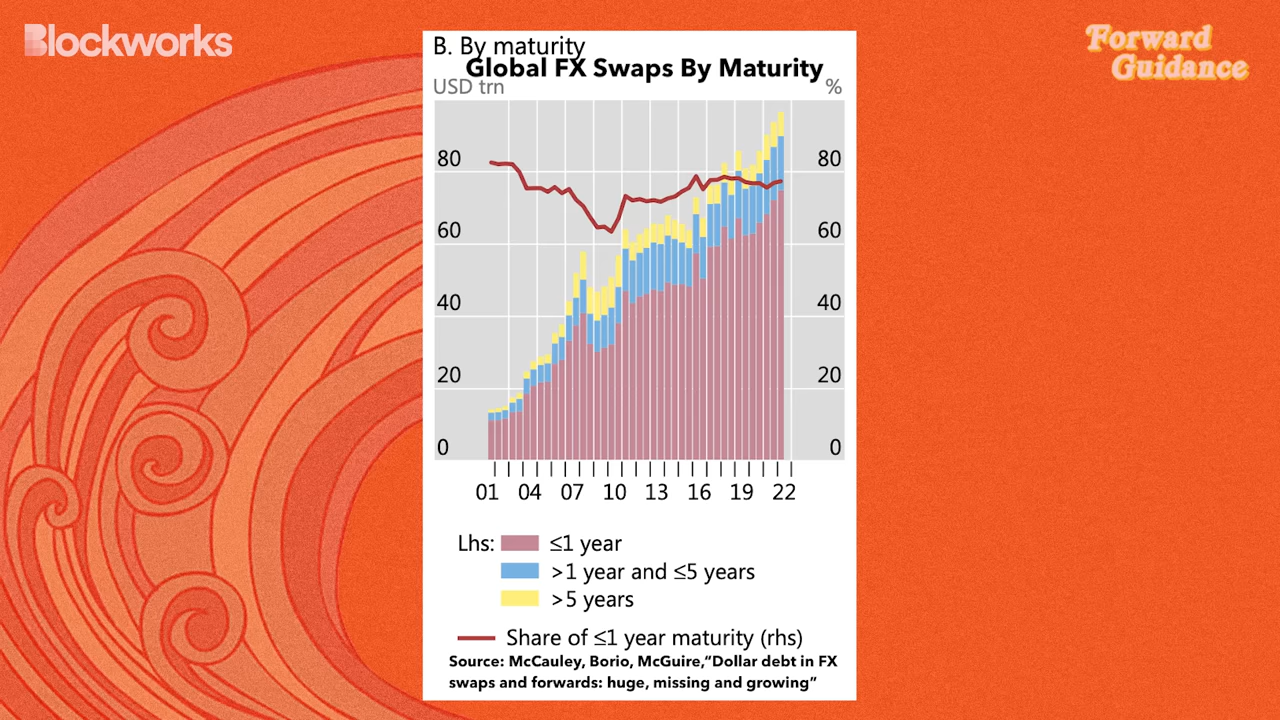 Blockworks
Forward
Guidance
B. By maturity
Global FX Swaps By Maturity
USD trn
%
80
80
60
60
40
40
20
20
0
0
01 04 07 10 13 16 19 22
Lhs: ≤1 year
>1 year and ≤5 years
>5 years
Share of ≤1 year maturity (rhs)
Source: McCauley, Borio, McGuire,"Dollar debt in FX
swaps and forwards: huge, missing and growing"